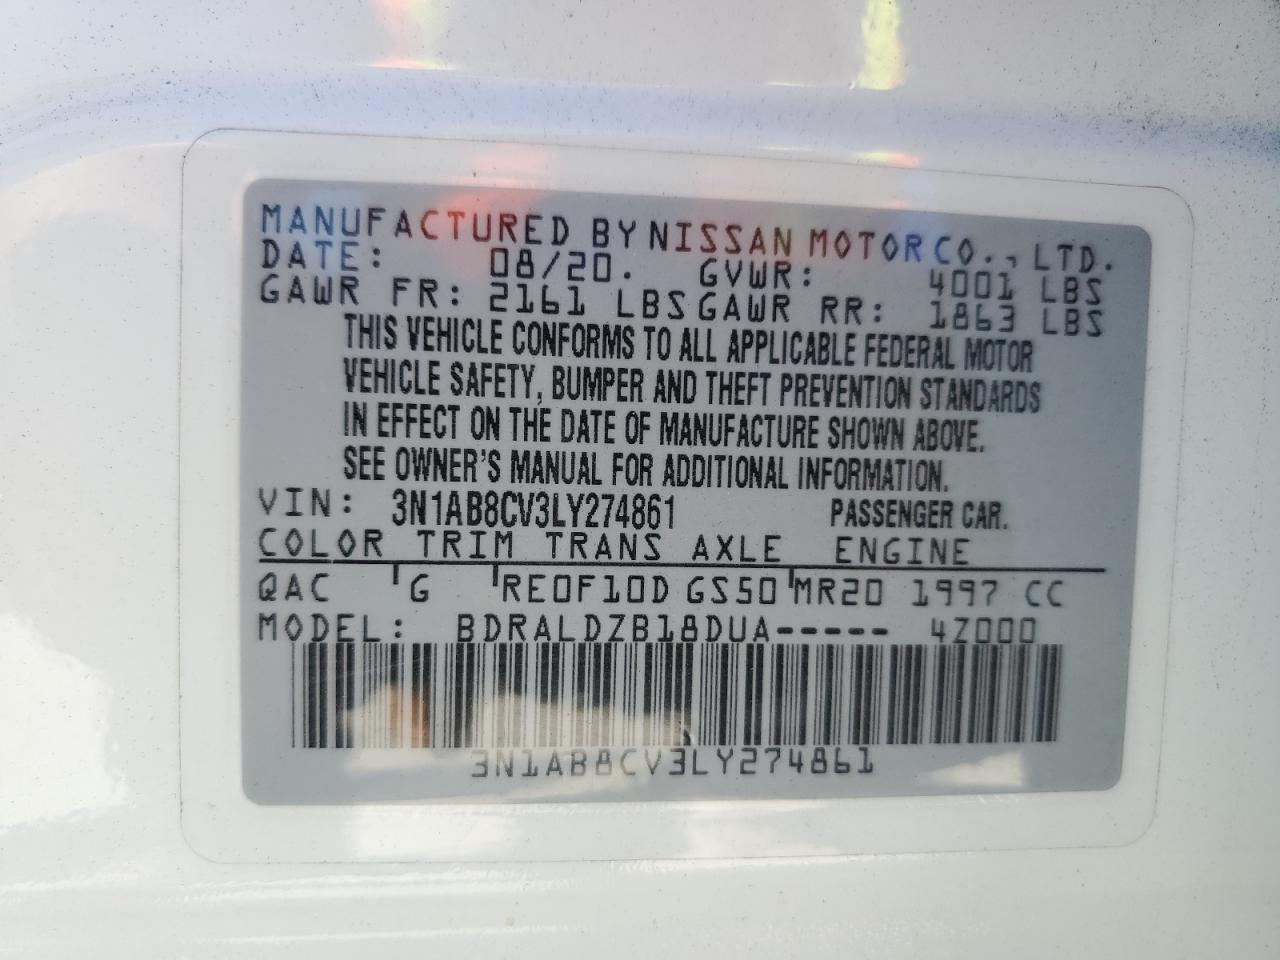 MANUFACTURED BY NISSAN MOTOR CO., LTD.
DATE: 08/20. GVWR: 4001 LBS
GAWR FR: 2161 LBS GAWR RR: 1863 LBS
THIS VEHICLE CONFORMS TO ALL APPLICABLE FEDERAL MOTOR
VEHICLE SAFETY, BUMPER AND THEFT PREVENTION STANDARDS
IN EFFECT ON THE DATE OF MANUFACTURE SHOWN ABOVE.
SEE OWNER'S MANUAL FOR ADDITIONAL INFORMATION.
VIN: 3N1AB8CV3LY274861 PASSENGER CAR.
COLOR TRIM TRANS AXLE ENGINE
QAC G RE0F10D GS50 MR20 1997 CC
MODEL: BDRALDZB18DUA----- 4Z000
3N1AB8CV3LY274861